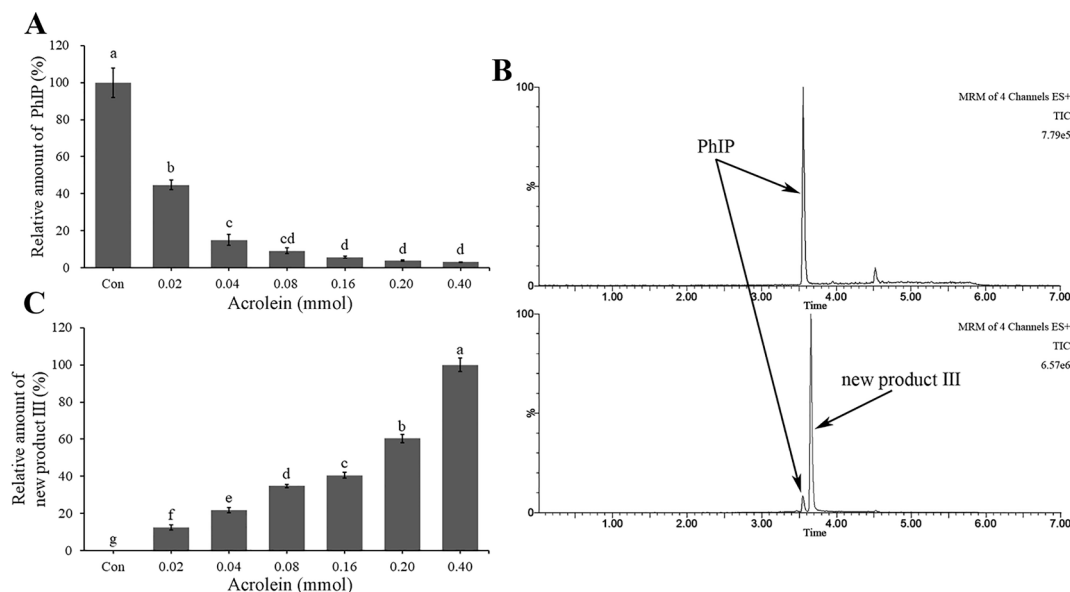 A
Relative amount of PhIP (%)
120
100
80
60
40
20
0
a
b
c
cd
d
d
d
Con 0.02 0.04 0.08 0.16 0.20 0.40
Acrolein (mmol)
B
100
%
0
MRM of 4 Channels ES+
TIC
7.79e5
PhIP
1.00 2.00 3.00 4.00 5.00 6.00 7.00
Time
100
%
0
MRM of 4 Channels ES+
TIC
6.57e6
new product III
1.00 2.00 3.00 4.00 5.00 6.00 7.00
Time
C
Relative amount of
new product III (%)
120
100
80
60
40
20
0
g
f
e
d
c
b
a
Con 0.02 0.04 0.08 0.16 0.20 0.40
Acrolein (mmol)